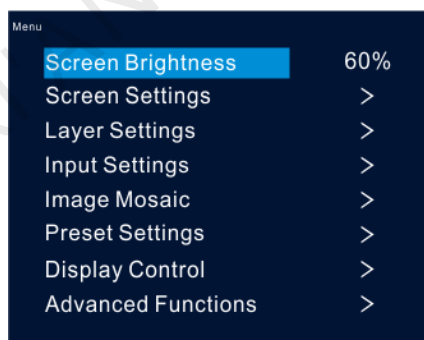 Menu
Screen Brightness 60%
Screen Settings >
Layer Settings >
Input Settings >
Image Mosaic >
Preset Settings >
Display Control >
Advanced Functions >